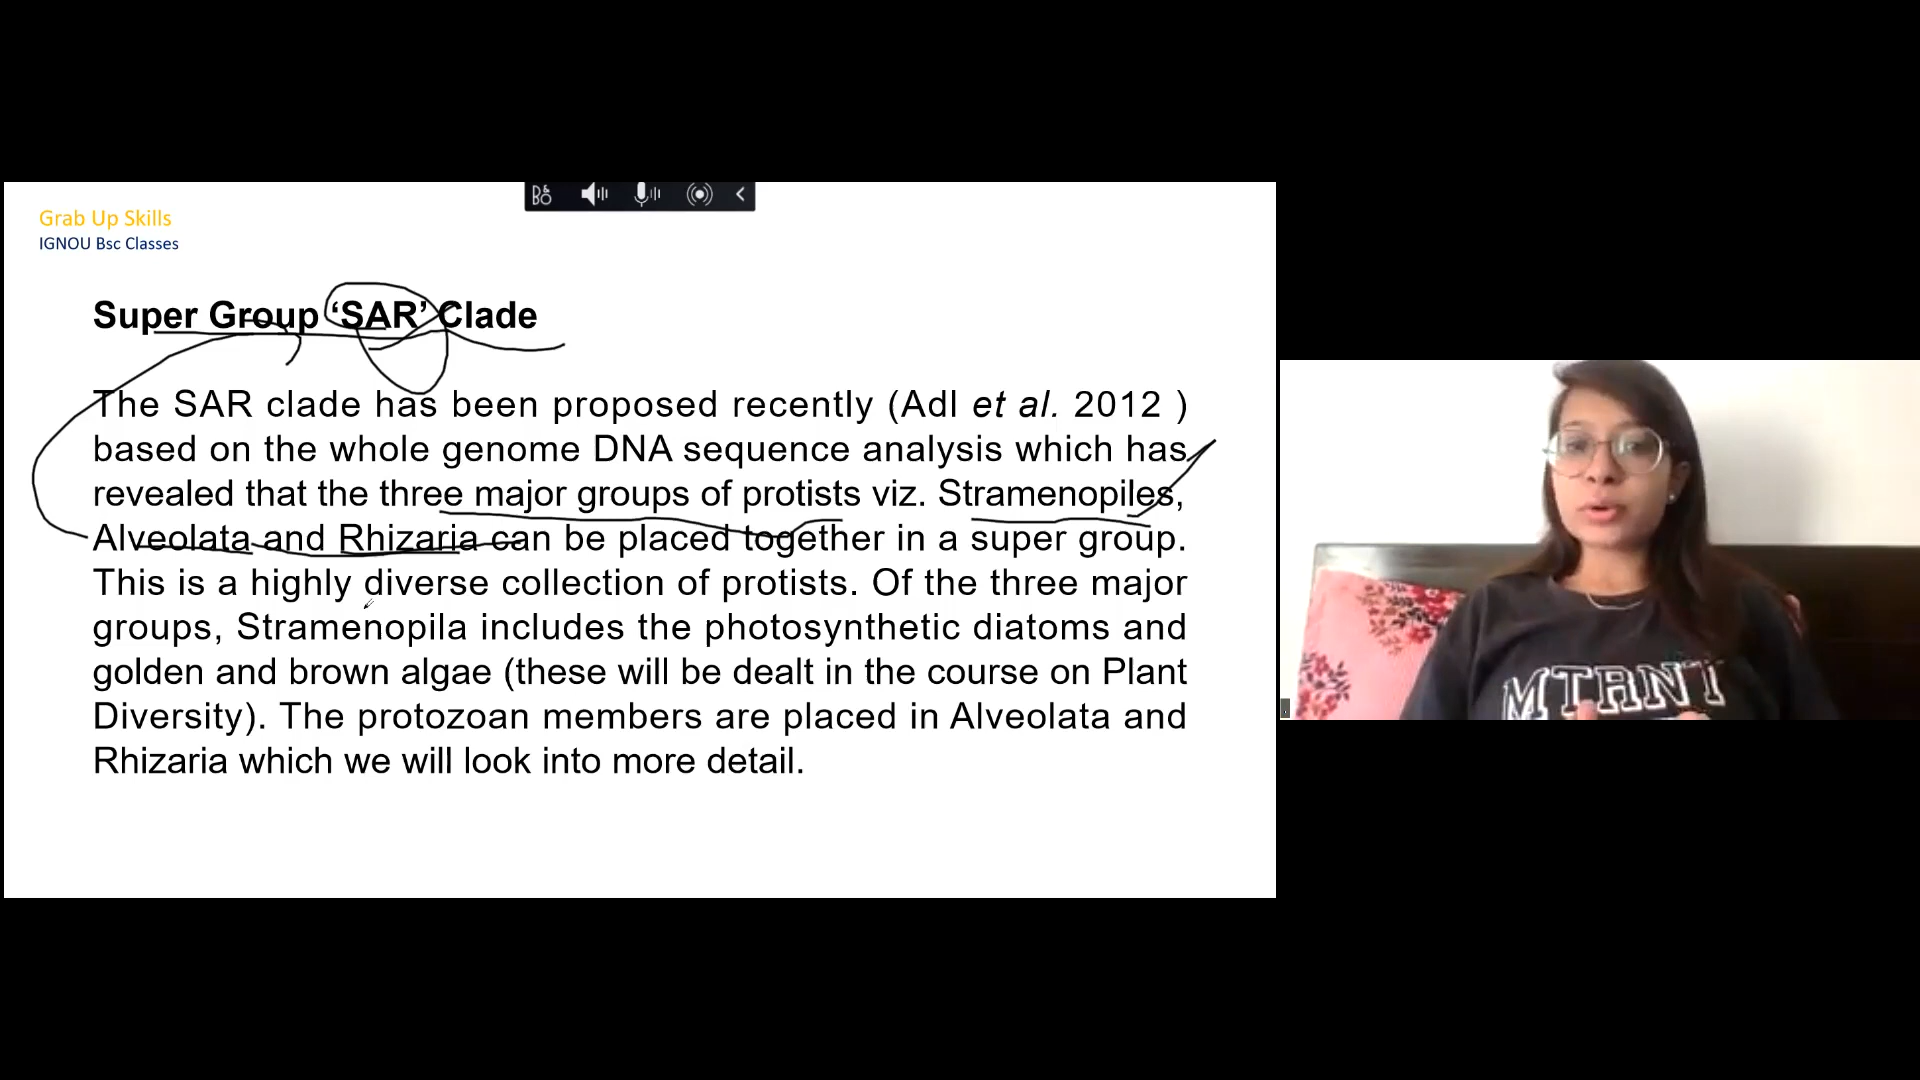 Grab Up Skills
IGNOU Bsc Classes
Super Group ‘SAR’ Clade
The SAR clade has been proposed recently (Adl et al. 2012 )
based on the whole genome DNA sequence analysis which has
revealed that the three major groups of protists viz. Stramenopiles,
Alveolata and Rhizaria can be placed together in a super group.
This is a highly diverse collection of protists. Of the three major
groups, Stramenopila includes the photosynthetic diatoms and
golden and brown algae (these will be dealt in the course on Plant
Diversity). The protozoan members are placed in Alveolata and
Rhizaria which we will look into more detail.
MTRNT